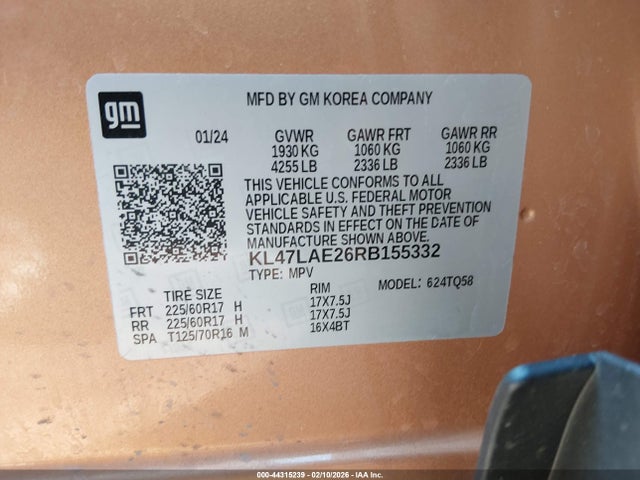 gm
MFD BY GM KOREA COMPANY
01/24 GVWR GAWR FRT GAWR RR
1930 KG 1060 KG 1060 KG
4255 LB 2336 LB 2336 LB
THIS VEHICLE CONFORMS TO ALL
APPLICABLE U.S. FEDERAL MOTOR
VEHICLE SAFETY AND THEFT PREVENTION
STANDARDS IN EFFECT ON THE DATE OF
MANUFACTURE SHOWN ABOVE.
KL47LAE26RB155332
TYPE: MPV MODEL: 624TQ58
TIRE SIZE RIM
FRT 225/60R17 H 17X7.5J
RR 225/60R17 H 17X7.5J
SPA T125/70R16 M 16X4BT
000-44315239 - 02/10/2026 - IAA Inc.